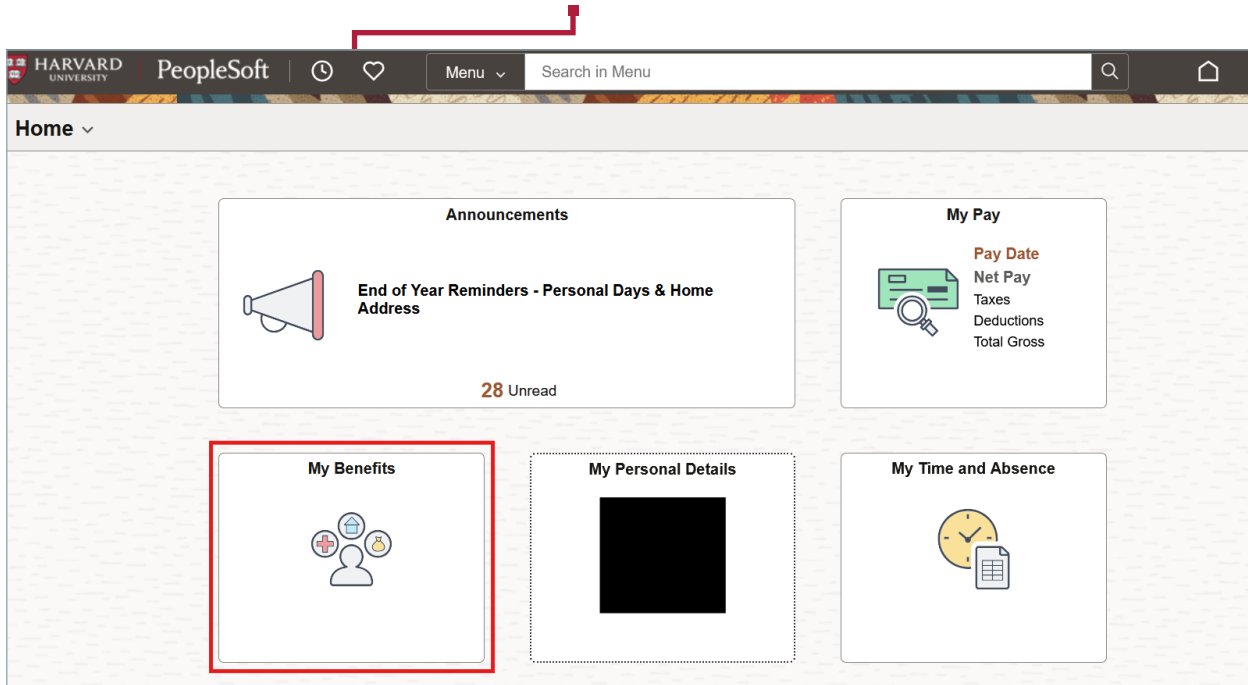 HARVARD
UNIVERSITY
PeopleSoft
Menu
Search in Menu
Home
Announcements
End of Year Reminders - Personal Days & Home
Address
28 Unread
My Pay
Pay Date
Net Pay
Taxes
Deductions
Total Gross
My Benefits
My Personal Details
My Time and Absence